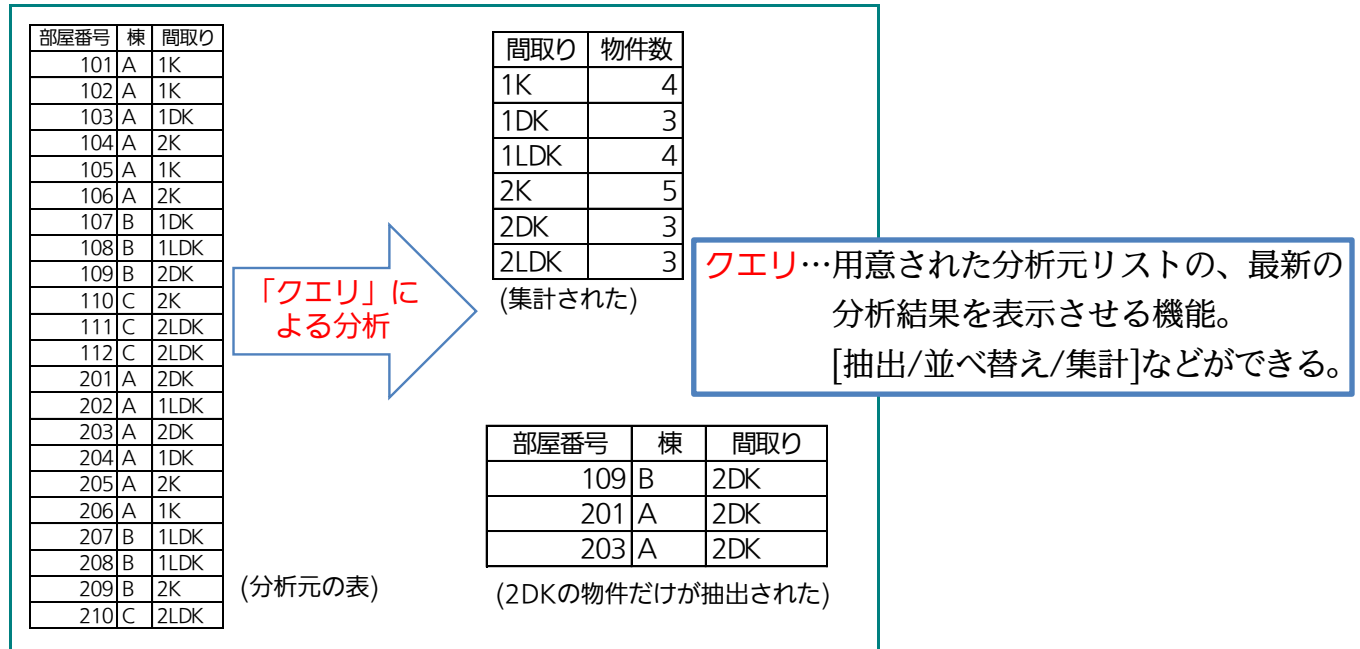 部屋番号 棟 間取り
101 A 1K
102 A 1K
103 A 1DK
104 A 2K
105 A 1K
106 A 2K
107 B 1DK
108 B 1LDK
109 B 2DK
110 C 2K
111 C 2LDK
112 C 2LDK
201 A 2DK
202 A 1LDK
203 A 2DK
204 A 1DK
205 A 2K
206 A 1K
207 B 1LDK
208 B 1LDK
209 B 2K
210 C 2LDK
(分析元の表)
「クエリ」に
よる分析
間取り 物件数
1K 4
1DK 3
1LDK 4
2K 5
2DK 3
2LDK 3
(集計された)
クエリ…用意された分析元リストの、最新の
分析結果を表示させる機能。
[抽出/並べ替え/集計]などができる。
部屋番号 棟 間取り
109 B 2DK
201 A 2DK
203 A 2DK
(2DKの物件だけが抽出された)